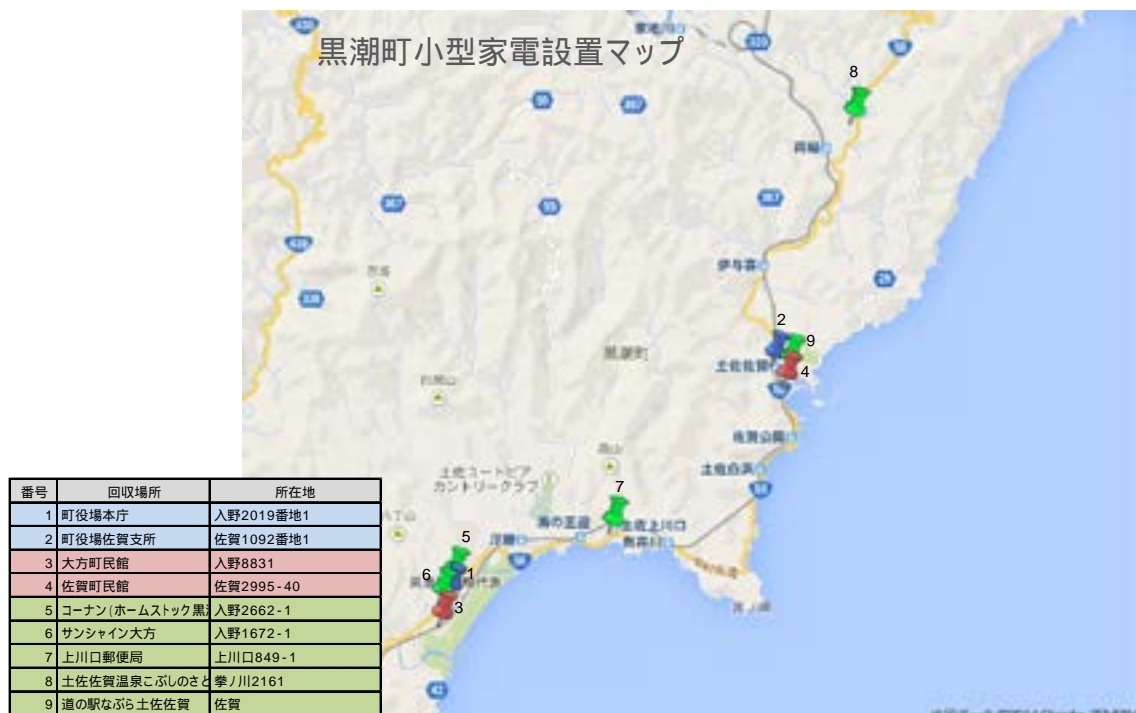 黒潮町小型家電設置マップ
8
2
9
伊与喜
土佐佐賀
4
黒潮町
佐賀公園
土佐白浜
土佐ユートピア
カントリークラブ
7
海の王迎
土佐上川口
浮鞭
5
6
1
3
番号 回収場所 所在地
1 町役場本庁 入野2019番地1
2 町役場佐賀支所 佐賀1092番地1
3 大方町民館 入野8831
4 佐賀町民館 佐賀2995-40
5 コーナン(ホームストック黒 入野2662-1
6 サンシャイン大方 入野1672-1
7 上川口郵便局 上川口849-1
8 土佐佐賀温泉こぶしのさと 拳ノ川2161
9 道の駅なぶら土佐佐賀 佐賀